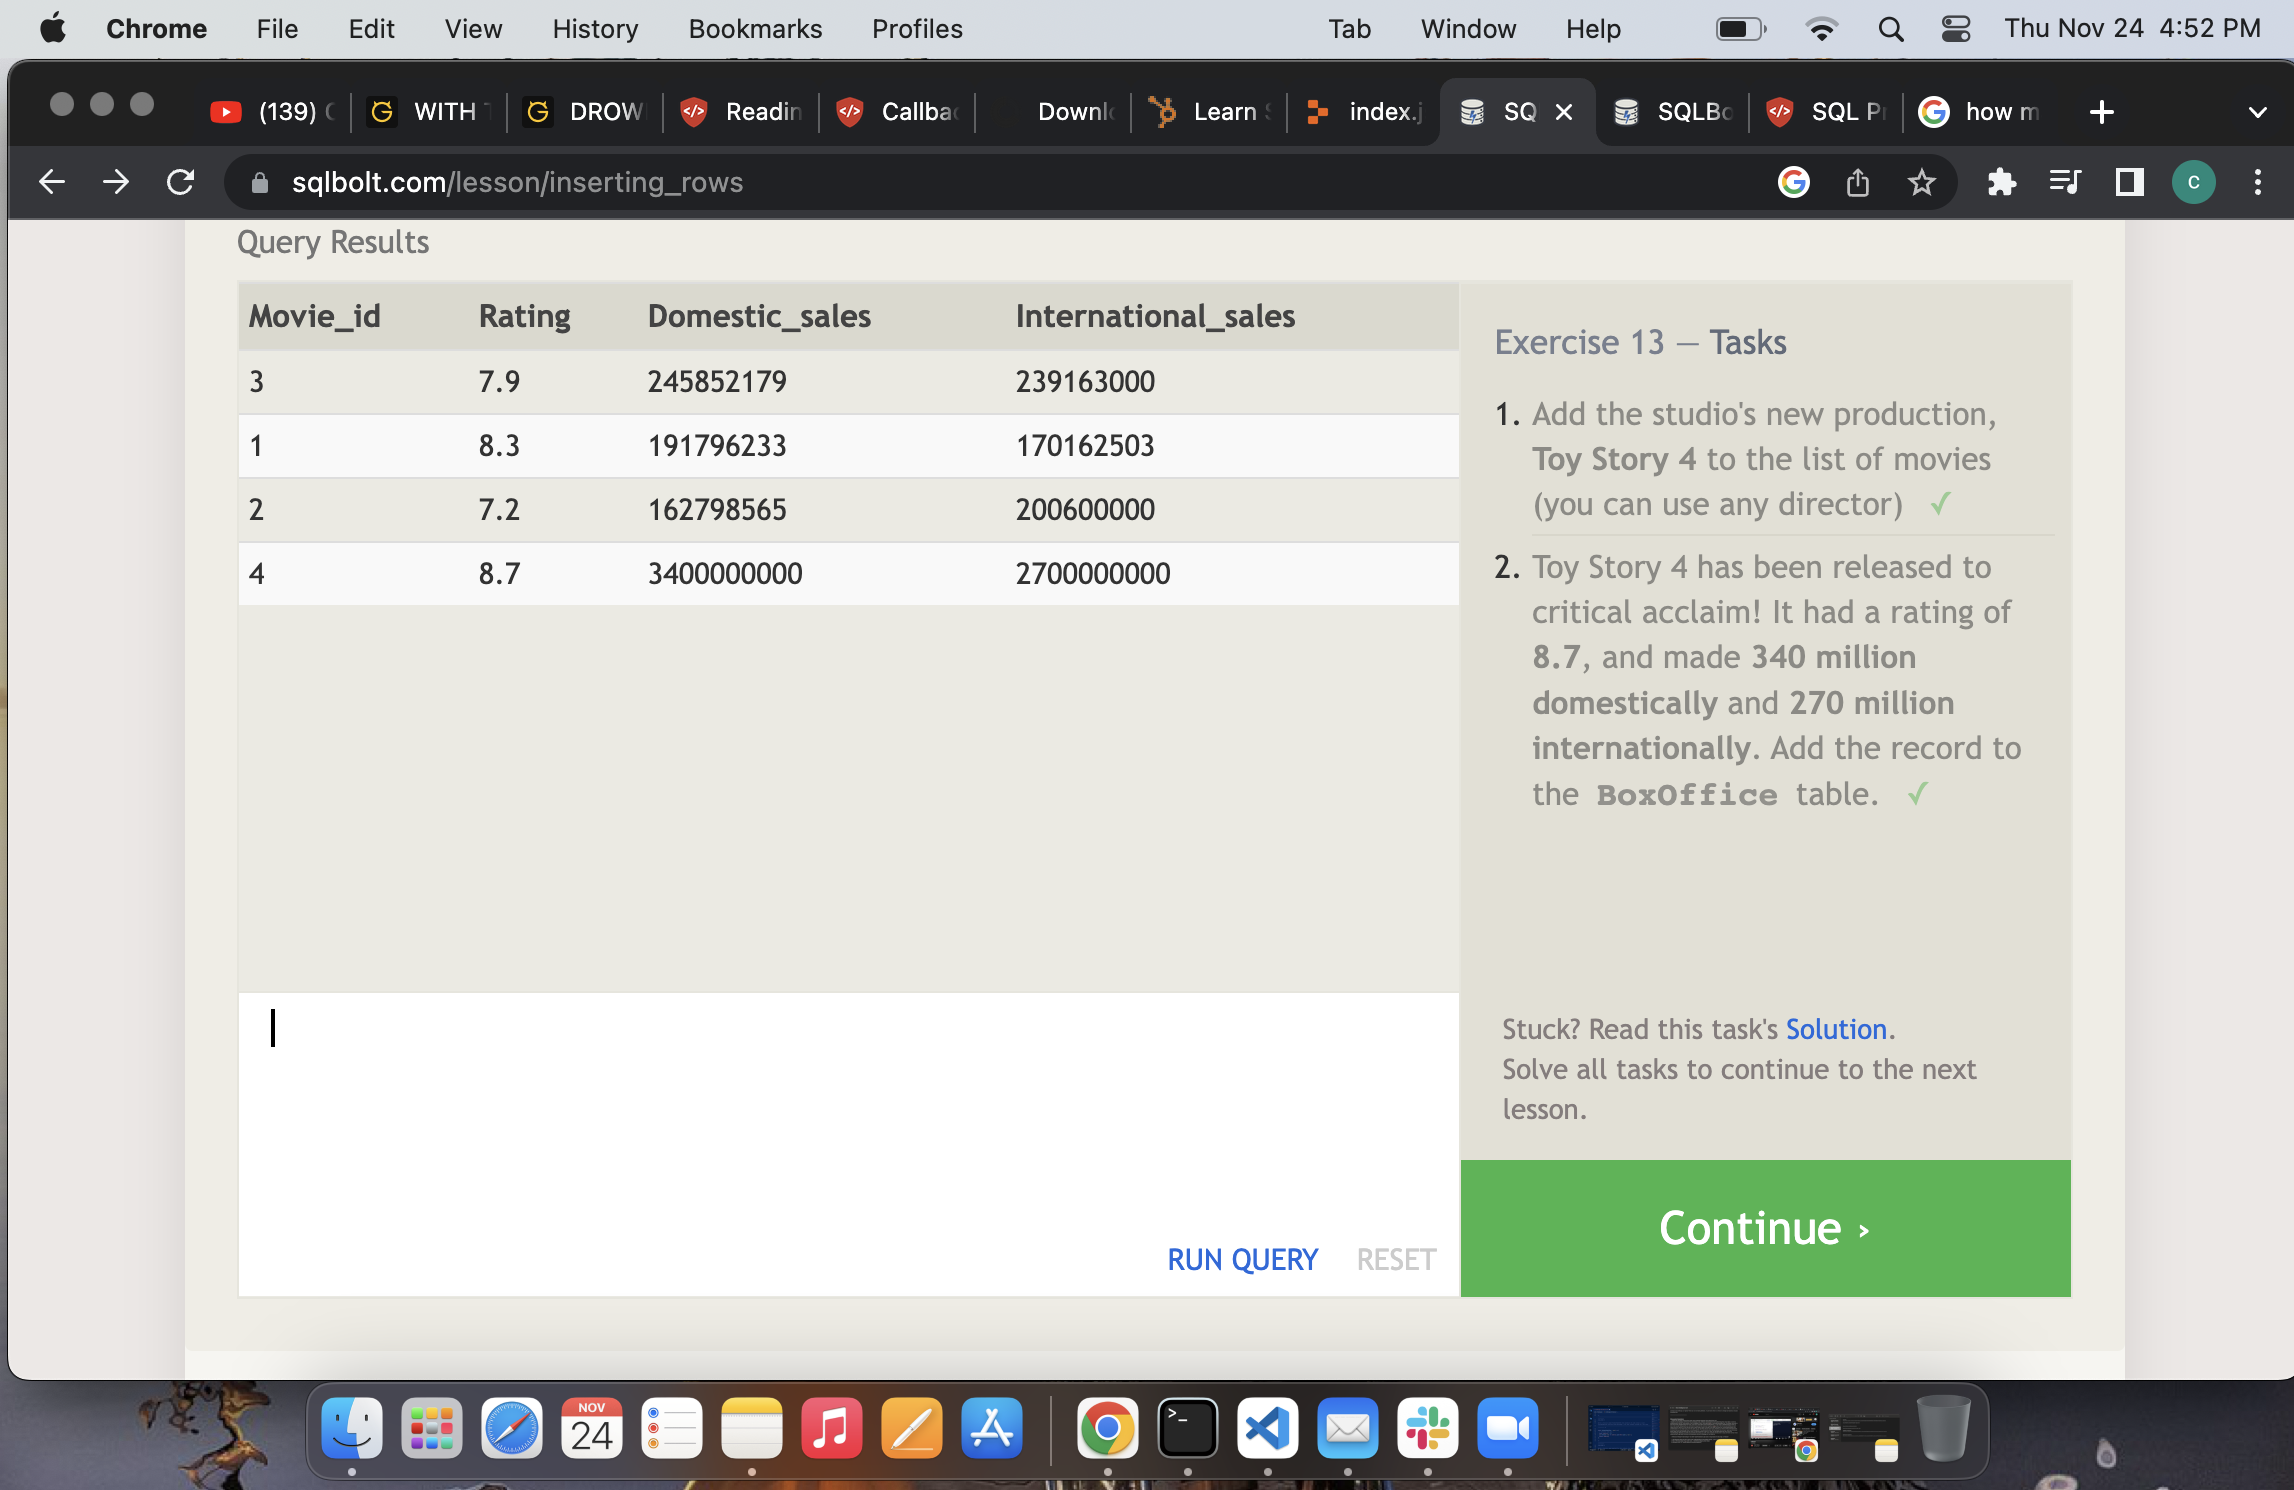 Chrome File Edit View History Bookmarks Profiles Tab Window Help Thu Nov 24 4:52 PM
(139) WITH DROW Readin Callba Downl Learn index.j SQ SQLBo SQL P how m
sqlbolt.com/lesson/inserting_rows C
Query Results
Movie_id Rating Domestic_sales International_sales
3 7.9 245852179 239163000
1 8.3 191796233 170162503
2 7.2 162798565 200600000
4 8.7 3400000000 2700000000
Exercise 13 — Tasks
1. Add the studio's new production,
Toy Story 4 to the list of movies
(you can use any director) ✓
2. Toy Story 4 has been released to
critical acclaim! It had a rating of
8.7, and made 340 million
domestically and 270 million
internationally. Add the record to
the BoxOffice table. ✓
Stuck? Read this task's Solution.
Solve all tasks to continue to the next
lesson.
RUN QUERY RESET
Continue ›
NOV
24